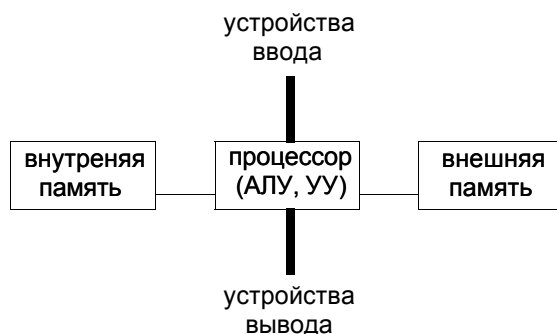 устройства
ввода
внутреняя
память
процессор
(АЛУ, УУ)
внешняя
память
устройства
вывода